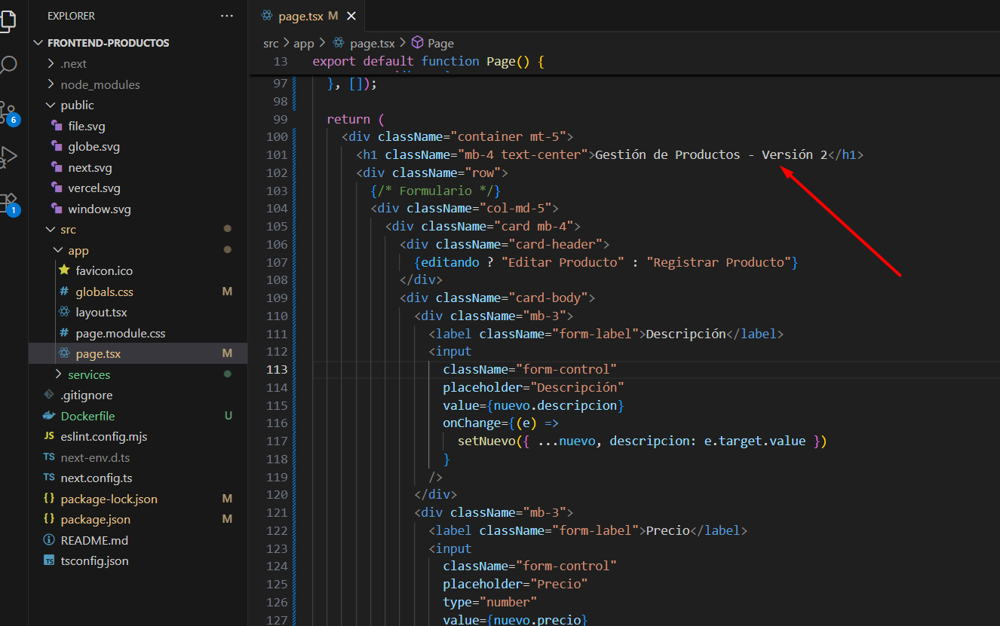 EXPLORER
FRONTEND-PRODUCTOS
.next
node_modules
public
file.svg
globe.svg
next.svg
vercel.svg
window.svg
src
app
favicon.ico
globals.css M
layout.tsx
page.module.css
page.tsx M
services
.gitignore
Dockerfile U
JS eslint.config.mjs
TS next-env.d.ts
TS next.config.ts
{} package-lock.json M
{} package.json M
README.md
TS tsconfig.json
6
1
page.tsx M
src > app > page.tsx > Page
13 export default function Page() {
97 }, []);
98
99 return (
100 <div className="container mt-5">
101 <h1 className="mb-4 text-center">Gestión de Productos - Versión 2</h1>
102 <div className="row">
103 {/* Formulario */}
104 <div className="col-md-5">
105 <div className="card mb-4">
106 <div className="card-header">
107 {editando ? "Editar Producto" : "Registrar Producto"}
108 </div>
109 <div className="card-body">
110 <div className="mb-3">
111 <label className="form-label">Descripción</label>
112 <input
113 className="form-control"
114 placeholder="Descripción"
115 value={nuevo.descripcion}
116 onChange={(e) =>
117 setNuevo({ ...nuevo, descripcion: e.target.value })
118 }
119 />
120 </div>
121 <div className="mb-3">
122 <label className="form-label">Precio</label>
123 <input
124 className="form-control"
125 placeholder="Precio"
126 type="number"
127 value={nuevo.precio}